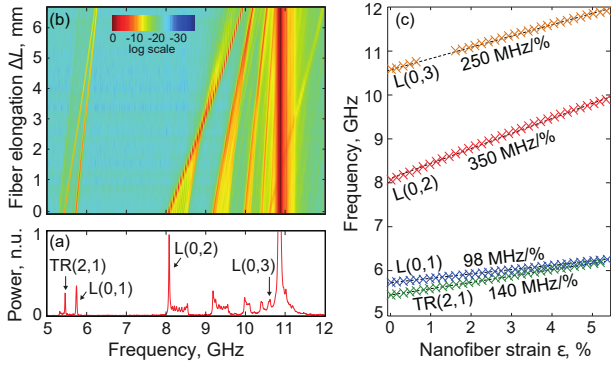 (b)
Fiber elongation ΔL, mm
6
5
4
3
2
1
0
0 -10 -20 -30
log scale
(a)
Power, n.u.
1
0
TR(2,1)
L(0,1)
L(0,2)
L(0,3)
5 6 7 8 9 10 11 12
Frequency, GHz
(c)
Frequency, GHz
12
11
10
9
8
7
6
5
L(0,3)
250 MHz/%
L(0,2)
350 MHz/%
L(0,1)
98 MHz/%
TR(2,1)
140 MHz/%
0 1 2 3 4 5
Nanofiber strain ε, %